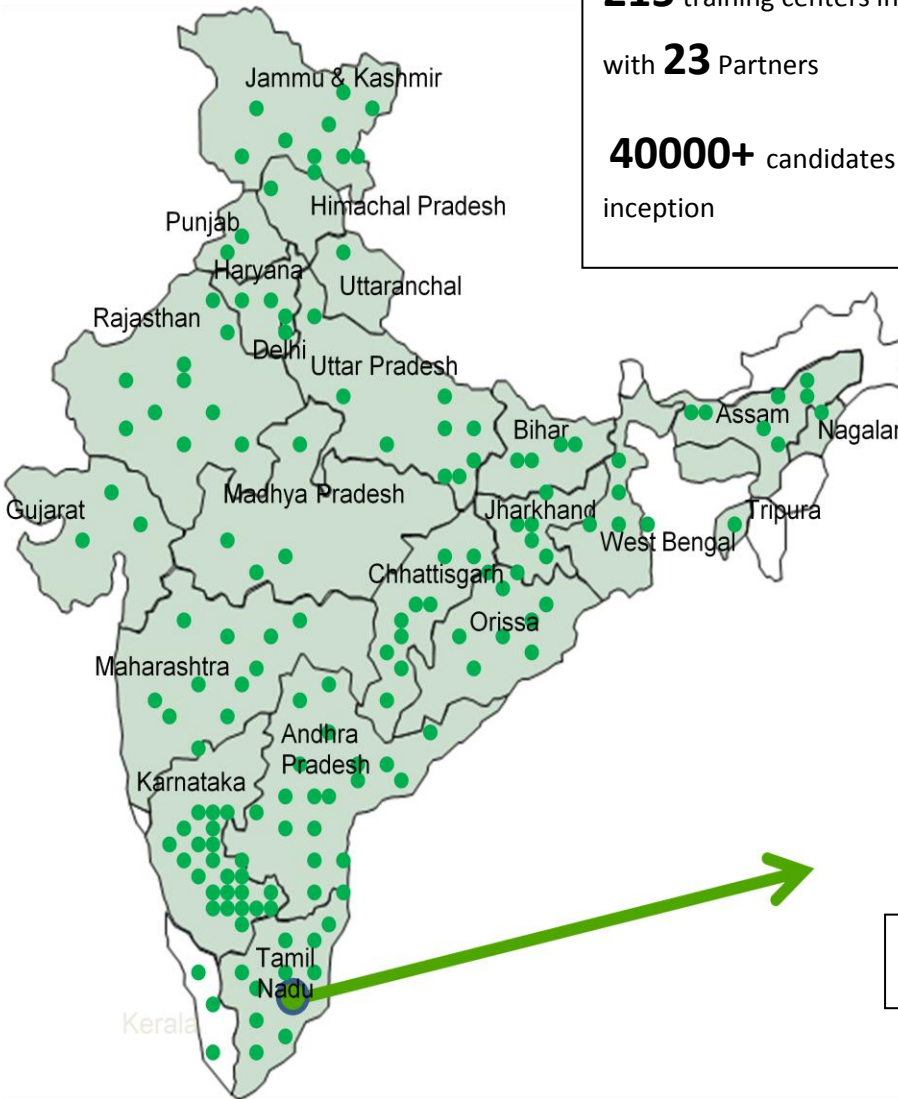 215 training centers in
with 23 Partners
40000+ candidates
inception
Jammu & Kashmir
Himachal Pradesh
Punjab
Haryana
Uttaranchal
Rajasthan
Delhi
Uttar Pradesh
Bihar
Assam
Nagalan
Gujarat
Madhya Pradesh
Jharkhand
Tripura
West Bengal
Chhattisgarh
Orissa
Maharashtra
Andhra
Pradesh
Karnataka
Tamil
Nadu
Kerala